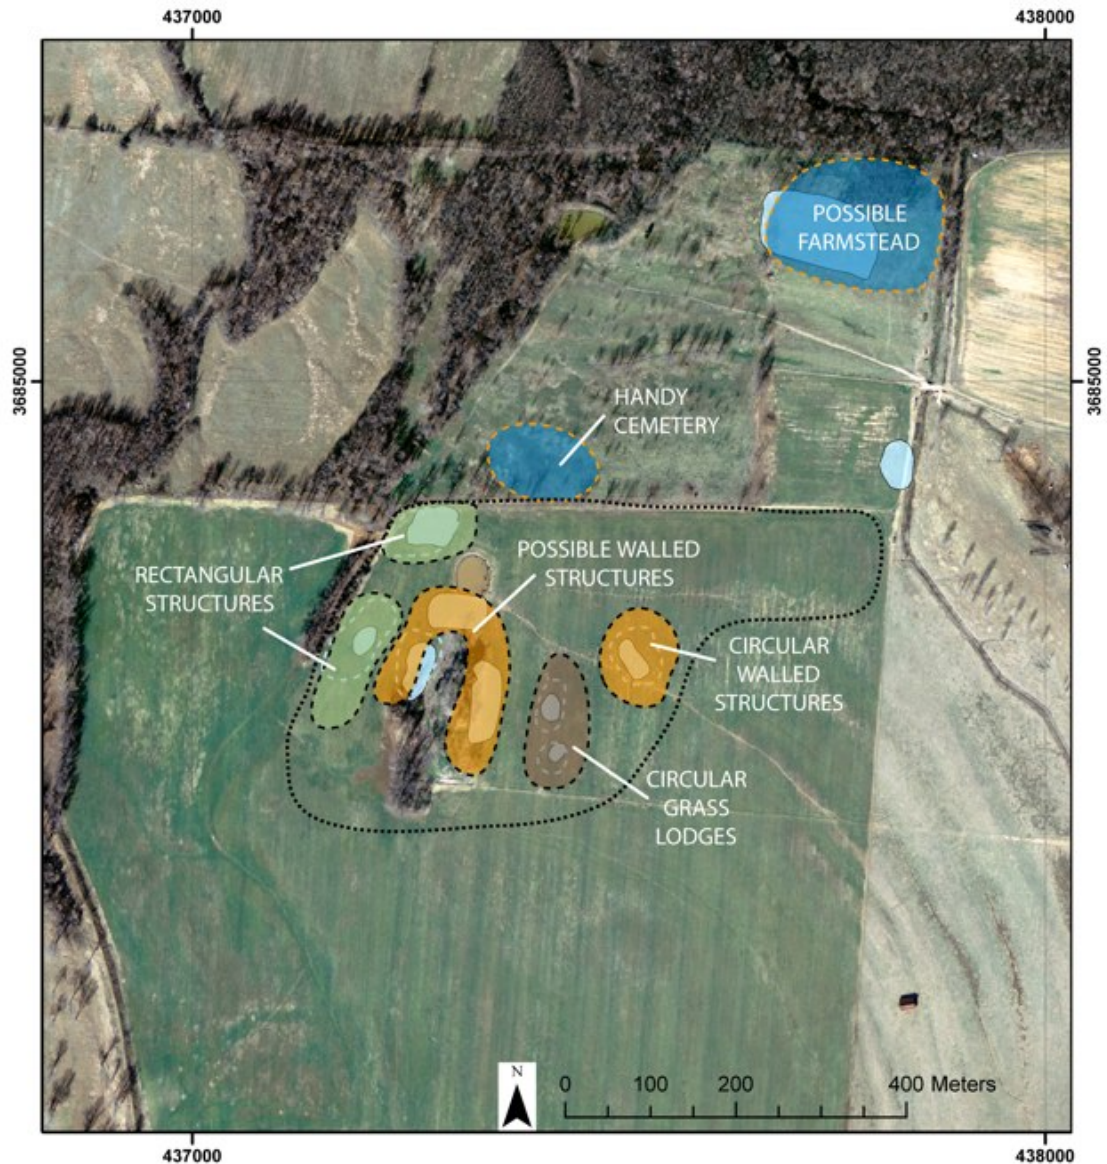 437000
438000
POSSIBLE
FARMSTEAD
3685000
3685000
HANDY
CEMETERY
POSSIBLE WALLED
STRUCTURES
RECTANGULAR
STRUCTURES
CIRCULAR
WALLED
STRUCTURES
CIRCULAR
GRASS
LODGES
N
0 100 200 400 Meters
437000
438000